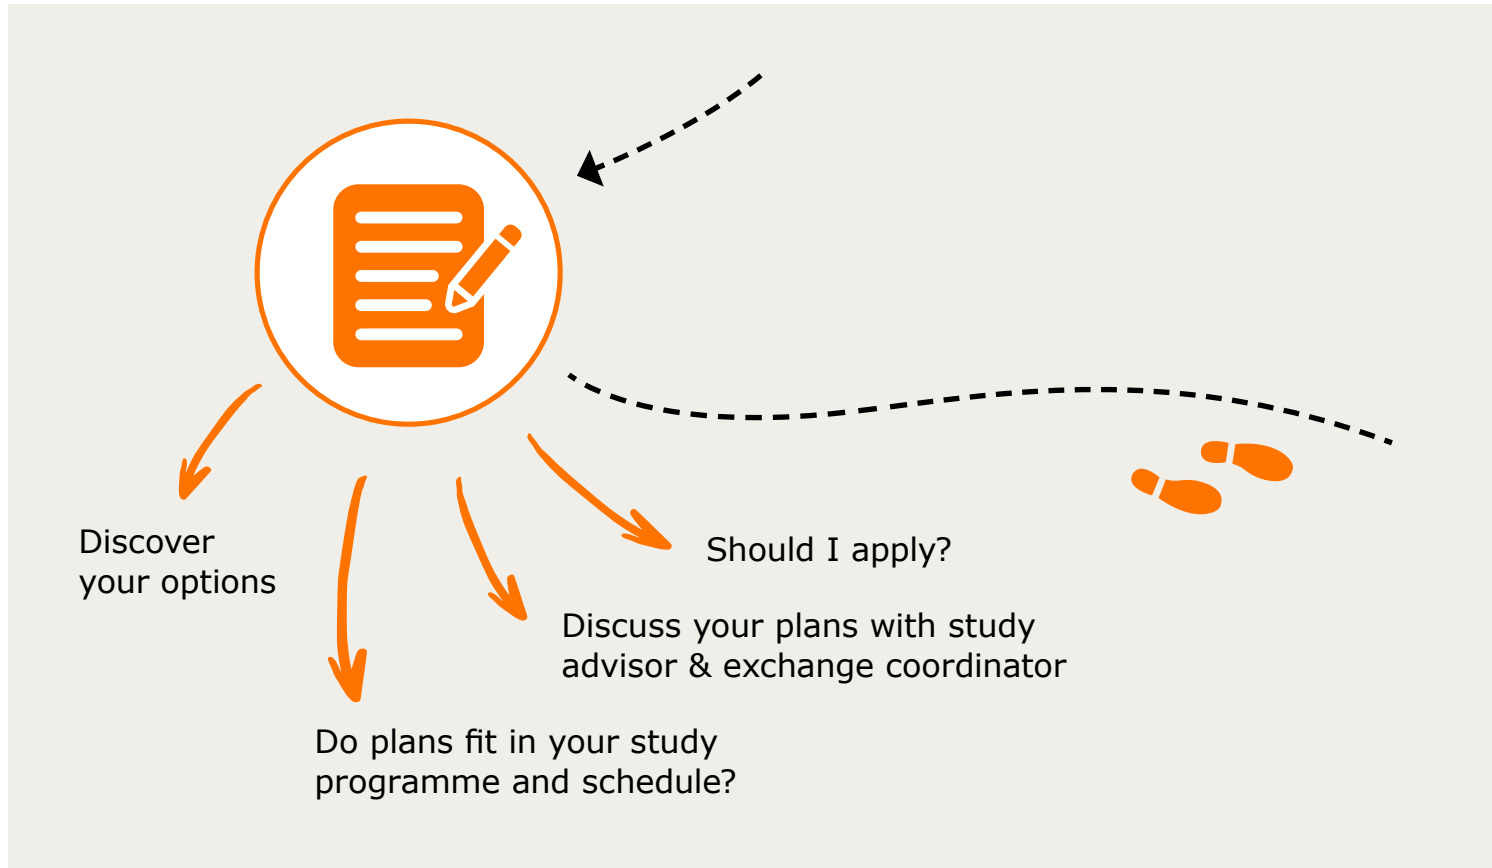 Discover
your options
Should I apply?
Discuss your plans with study
advisor & exchange coordinator
Do plans fit in your study
programme and schedule?